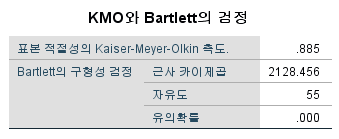 KMO와 Bartlett의 검정
표본 적절성의 Kaiser-Meyer-Olkin 측도. .885
Bartlett의 구형성 검정 근사 카이제곱 2128.456
자유도 55
유의확률 .000